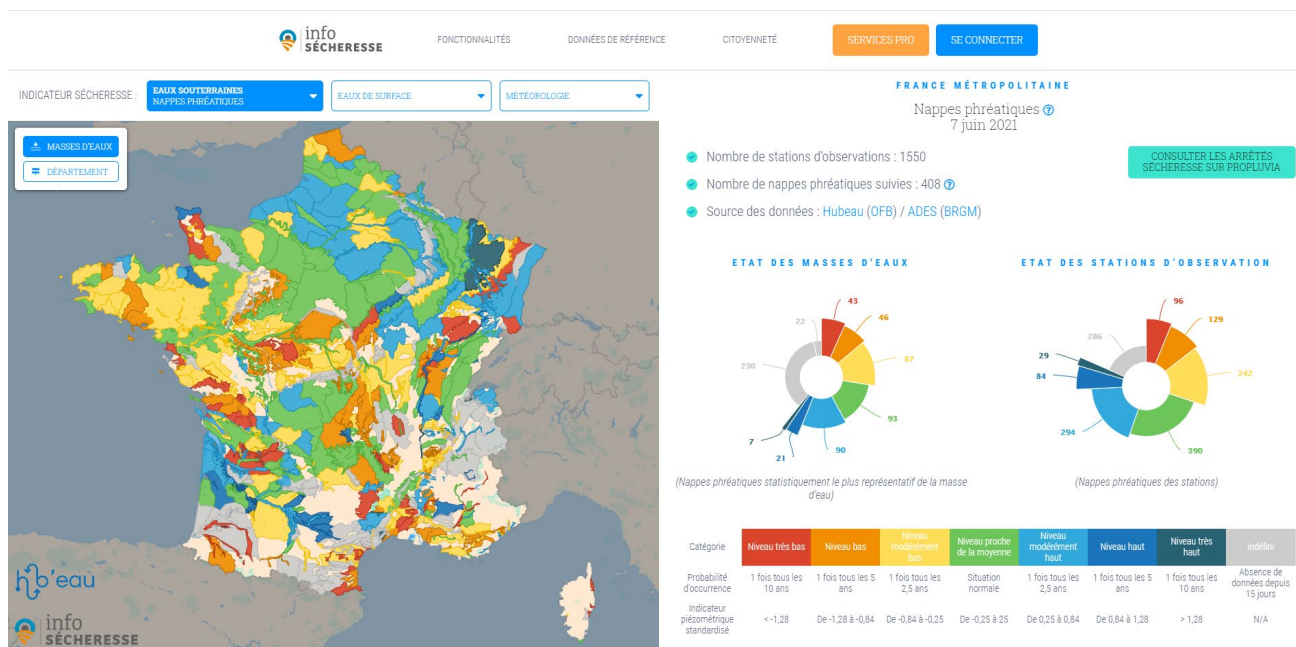 info
SÉCHERESSE
FONCTIONNALITÉS
DONNÉES DE RÉFÉRENCE
CITOYENNETÉ
SERVICES PRO
SE CONNECTER
INDICATEUR SÉCHERESSE :
EAUX SOUTERRAINES
NAPPES PHRÉATIQUES
EAUX DE SURFACE
MÉTÉOROLOGIE
MASSES D'EAUX
DÉPARTEMENT
hub'eau
info
SÉCHERESSE
FRANCE MÉTROPOLITAINE
Nappes phréatiques ?
7 juin 2021
Nombre de stations d'observations : 1550
Nombre de nappes phréatiques suivies : 408 ?
Source des données : Hubeau (OFB) / ADES (BRGM)
CONSULTER LES ARRÊTÉS
SÉCHERESSE SUR PROPLUVIA
ETAT DES MASSES D'EAUX
43
46
87
93
90
21
7
230
22
(Nappes phréatiques statistiquement le plus représentatif de la masse
d'eau)
ETAT DES STATIONS D'OBSERVATION
96
129
242
390
294
84
29
286
(Nappes phréatiques des stations)
Catégorie Niveau très bas Niveau bas Niveau modérément bas Niveau proche de la moyenne Niveau modérément haut Niveau haut Niveau très haut Indéfini
Probabilité d'occurrence 1 fois tous les 10 ans 1 fois tous les 5 ans 1 fois tous les 2,5 ans Situation normale 1 fois tous les 2,5 ans 1 fois tous les 5 ans 1 fois tous les 10 ans Absence de données depuis 15 jours
Indicateur piézométrique standardisé < -1,28 De -1,28 à -0,84 De -0,84 à -0,25 De -0,25 à 25 De 0,25 à 0,84 De 0,84 à 1,28 > 1,28 N/A